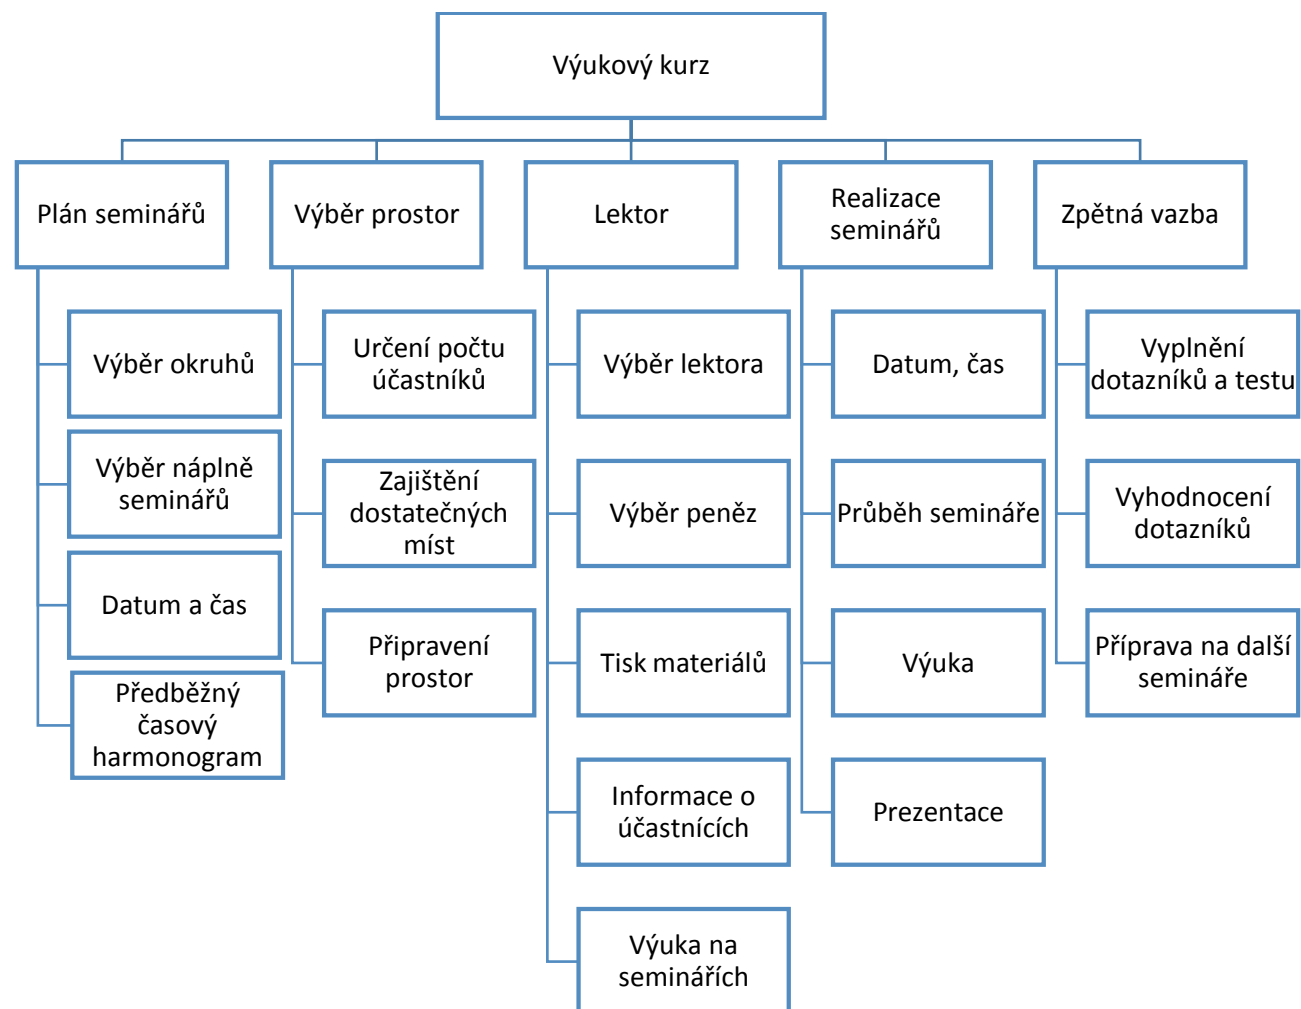 Výukový kurz
Plán seminářů
Výběr okruhů
Výběr náplně
seminářů
Datum a čas
Předběžný
časový
harmonogram
Výběr prostor
Určení počtu
účastníků
Zajištění
dostatečných
míst
Připravení
prostor
Lektor
Výběr lektora
Výběr peněz
Tisk materiálů
Informace o
účastnících
Výuka na
seminářích
Realizace
seminářů
Datum, čas
Průběh semináře
Výuka
Prezentace
Zpětná vazba
Vyplnění
dotazníků a testu
Vyhodnocení
dotazníků
Příprava na další
semináře